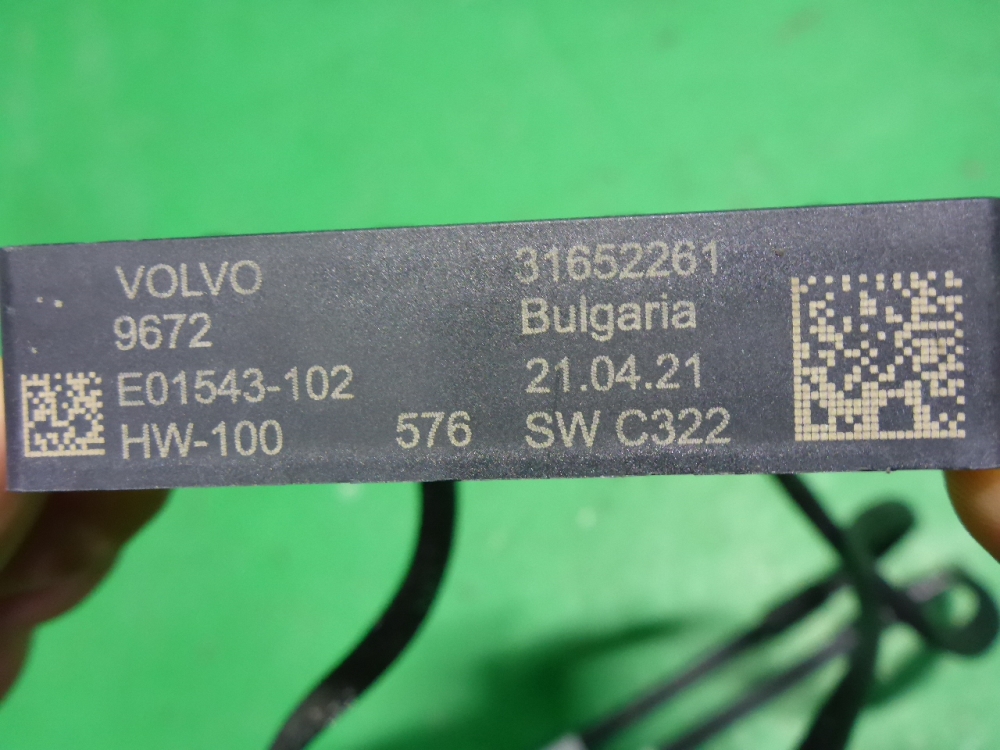 VOLVO
9672
E01543-102
HW-100
576
31652261
Bulgaria
21.04.21
SW C322